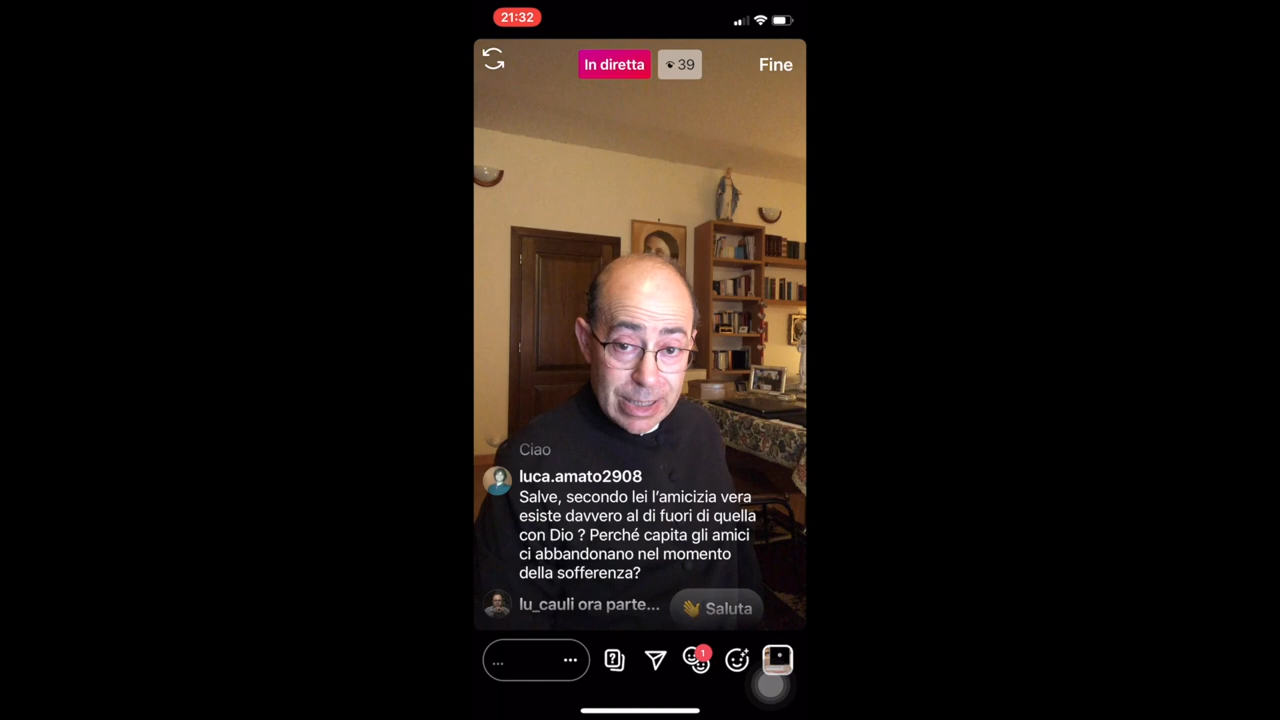 21:32
In diretta
39
Fine
Ciao
luca.amato2908
Salve, secondo lei l’amicizia vera
esiste davvero al di fuori di quella
con Dio ? Perché capita gli amici
ci abbandonano nel momento
della sofferenza?
lu_cauli ora parte...
👋 Saluta
...
1